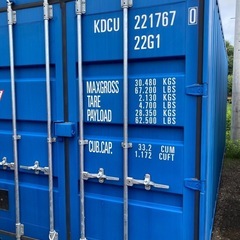 KDCU 221767 0
22G1
MAXGROSS 30.480 KGS
67.200 LBS
TARE 2.130 KGS
4.700 LBS
PAYLOAD 28.350 KGS
62.500 LBS
CUB.CAP. 33.2 CUM
1.172 CUFT